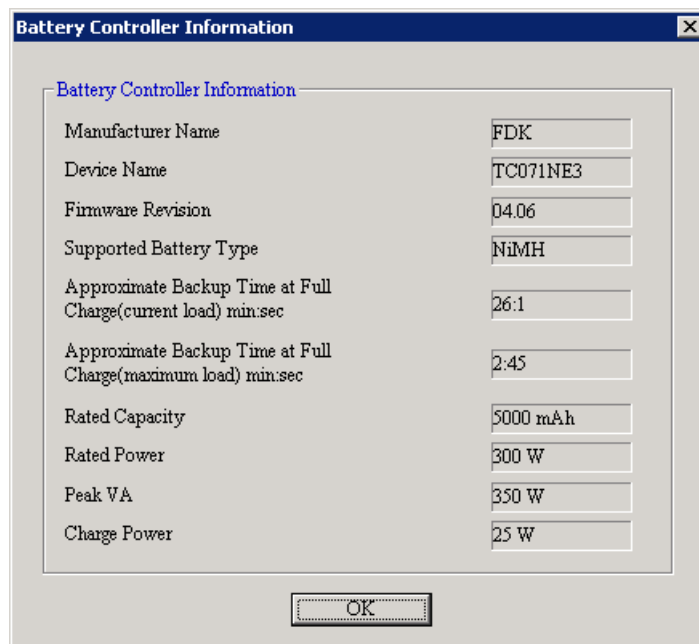 Battery Controller Information
Battery Controller Information
Manufacturer Name FDK
Device Name TC071NE3
Firmware Revision 04.06
Supported Battery Type NiMH
Approximate Backup Time at Full
Charge(current load) min:sec 26:1
Approximate Backup Time at Full
Charge(maximum load) min:sec 2:45
Rated Capacity 5000 mAh
Rated Power 300 W
Peak VA 350 W
Charge Power 25 W
OK